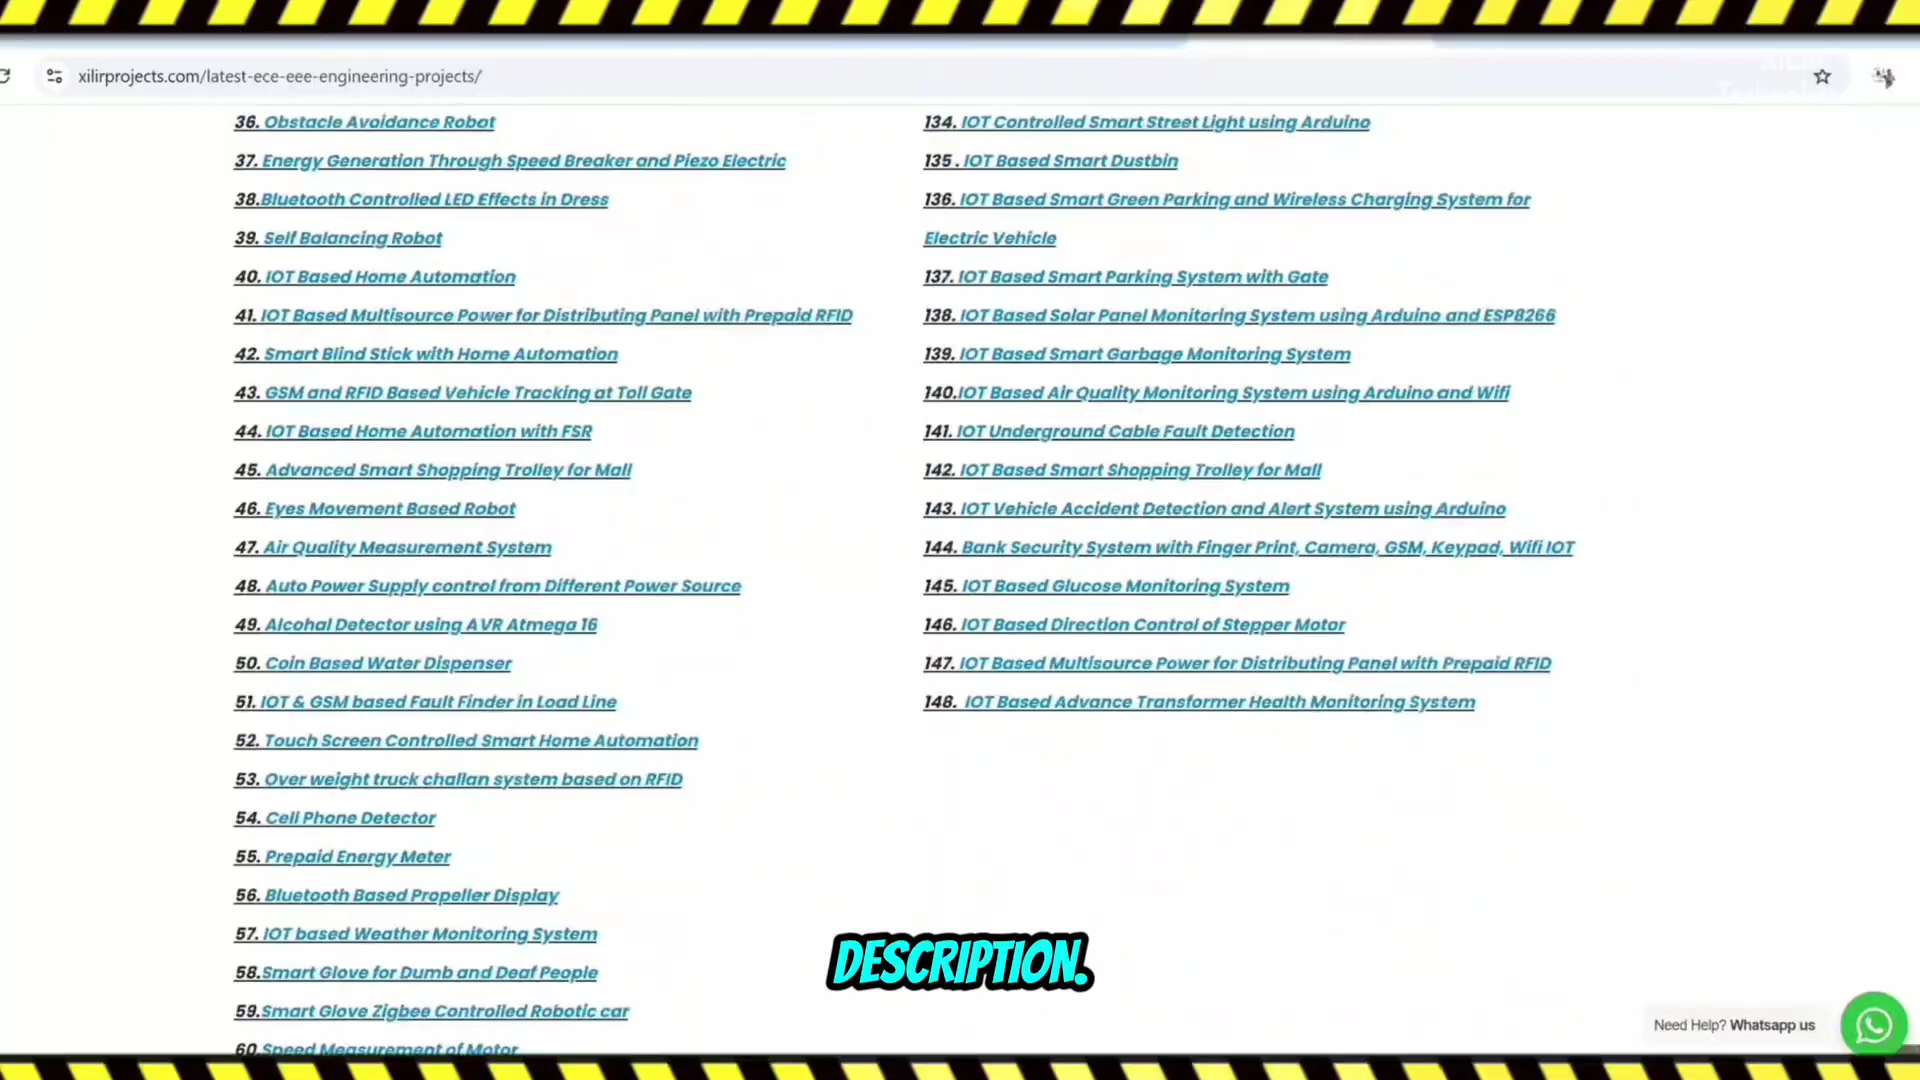 xilirprojects.com/latest-ece-eee-engineering-projects/
36. Obstacle Avoidance Robot
37. Energy Generation Through Speed Breaker and Piezo Electric
38.Bluetooth Controlled LED Effects in Dress
39. Self Balancing Robot
40. IOT Based Home Automation
41. IOT Based Multisource Power for Distributing Panel with Prepaid RFID
42. Smart Blind Stick with Home Automation
43. GSM and RFID Based Vehicle Tracking at Toll Gate
44. IOT Based Home Automation with FSR
45. Advanced Smart Shopping Trolley for Mall
46. Eyes Movement Based Robot
47. Air Quality Measurement System
48. Auto Power Supply control from Different Power Source
49. Alcohal Detector using AVR Atmega 16
50. Coin Based Water Dispenser
51. IOT & GSM based Fault Finder in Load Line
52. Touch Screen Controlled Smart Home Automation
53. Over weight truck challan system based on RFID
54. Cell Phone Detector
55. Prepaid Energy Meter
56. Bluetooth Based Propeller Display
57. IOT based Weather Monitoring System
58.Smart Glove for Dumb and Deaf People
59.Smart Glove Zigbee Controlled Robotic car
60.Speed Measurement of Motor
134. IOT Controlled Smart Street Light using Arduino
135 . IOT Based Smart Dustbin
136. IOT Based Smart Green Parking and Wireless Charging System for
Electric Vehicle
137. IOT Based Smart Parking System with Gate
138. IOT Based Solar Panel Monitoring System using Arduino and ESP8266
139. IOT Based Smart Garbage Monitoring System
140.IOT Based Air Quality Monitoring System using Arduino and Wifi
141. IOT Underground Cable Fault Detection
142. IOT Based Smart Shopping Trolley for Mall
143. IOT Vehicle Accident Detection and Alert System using Arduino
144. Bank Security System with Finger Print, Camera, GSM, Keypad, Wifi IOT
145. IOT Based Glucose Monitoring System
146. IOT Based Direction Control of Stepper Motor
147. IOT Based Multisource Power for Distributing Panel with Prepaid RFID
148. IOT Based Advance Transformer Health Monitoring System
DESCRIPTION.
Need Help? Whatsapp us